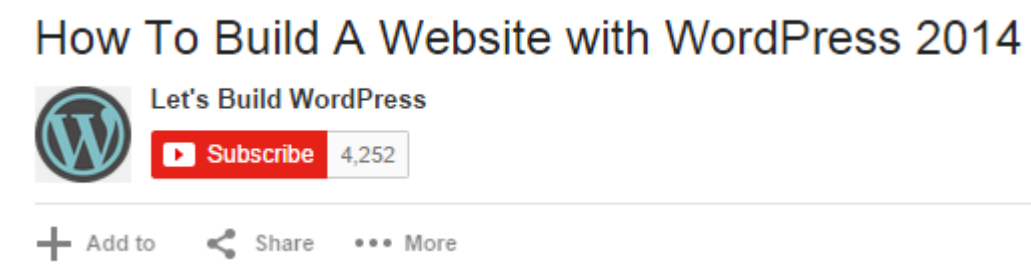 How To Build A Website with WordPress 2014
Let's Build WordPress
Subscribe 4,252
Add to Share More